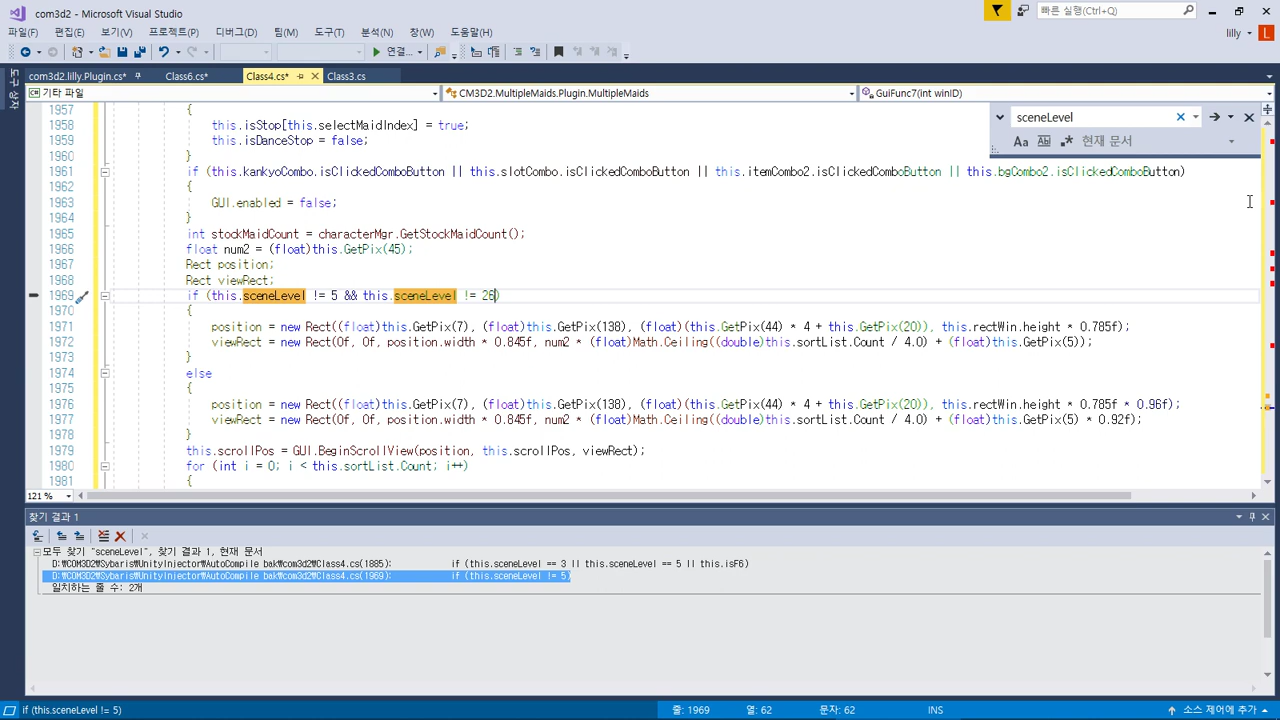 com3d2 - Microsoft Visual Studio
빠른 실행(Ctrl+Q)
파일(F) 편집(E) 보기(V) 프로젝트(P) 디버그(D) 팀(M) 도구(T) 분석(N) 창(W) 도움말(H)
lilly L
연결...
com3d2.lilly.Plugin.cs* Class6.cs* Class4.cs* Class3.cs
기타 파일 CM3D2.MultipleMaids.Plugin.MultipleMaids GuiFunc7(int winID)
sceneLevel
Aa Ab 현재 문서
1957 {
1958 this.isStop[this.selectMaidIndex] = true;
1959 this.isDanceStop = false;
1960 }
1961 if (this.kankyoCombo.isClickedComboButton || this.slotCombo.isClickedComboButton || this.itemCombo2.isClickedComboButton || this.bgCombo2.isClickedComboButton)
1962 {
1963 GUI.enabled = false;
1964 }
1965 int stockMaidCount = characterMgr.GetStockMaidCount();
1966 float num2 = (float)this.GetPix(45);
1967 Rect position;
1968 Rect viewRect;
1969 if (this.sceneLevel != 5 && this.sceneLevel != 26)
1970 {
1971 position = new Rect((float)this.GetPix(7), (float)this.GetPix(138), (float)(this.GetPix(44) * 4 + this.GetPix(20)), this.rectWin.height * 0.785f);
1972 viewRect = new Rect(0f, 0f, position.width * 0.845f, num2 * (float)Math.Ceiling((double)this.sortList.Count / 4.0) + (float)this.GetPix(5));
1973 }
1974 else
1975 {
1976 position = new Rect((float)this.GetPix(7), (float)this.GetPix(138), (float)(this.GetPix(44) * 4 + this.GetPix(20)), this.rectWin.height * 0.785f * 0.96f);
1977 viewRect = new Rect(0f, 0f, position.width * 0.845f, num2 * (float)Math.Ceiling((double)this.sortList.Count / 4.0) + (float)this.GetPix(5) * 0.92f);
1978 }
1979 this.scrollPos = GUI.BeginScrollView(position, this.scrollPos, viewRect);
1980 for (int i = 0; i < this.sortList.Count; i++)
1981 {
121 %
찾기 결과 1
모두 찾기 "sceneLevel", 찾기 결과 1, 현재 문서
D:₩COM3D2₩Sybaris₩UnityInjector₩AutoCompile bak₩com3d2₩Class4.cs(1885): if (this.sceneLevel == 3 || this.sceneLevel == 5 || this.isF6)
D:₩COM3D2₩Sybaris₩UnityInjector₩AutoCompile bak₩com3d2₩Class4.cs(1969): if (this.sceneLevel != 5)
일치하는 줄 수: 2개
if (this.sceneLevel != 5) 줄: 1969 열: 62 문자: 62 INS 소스 제어에 추가